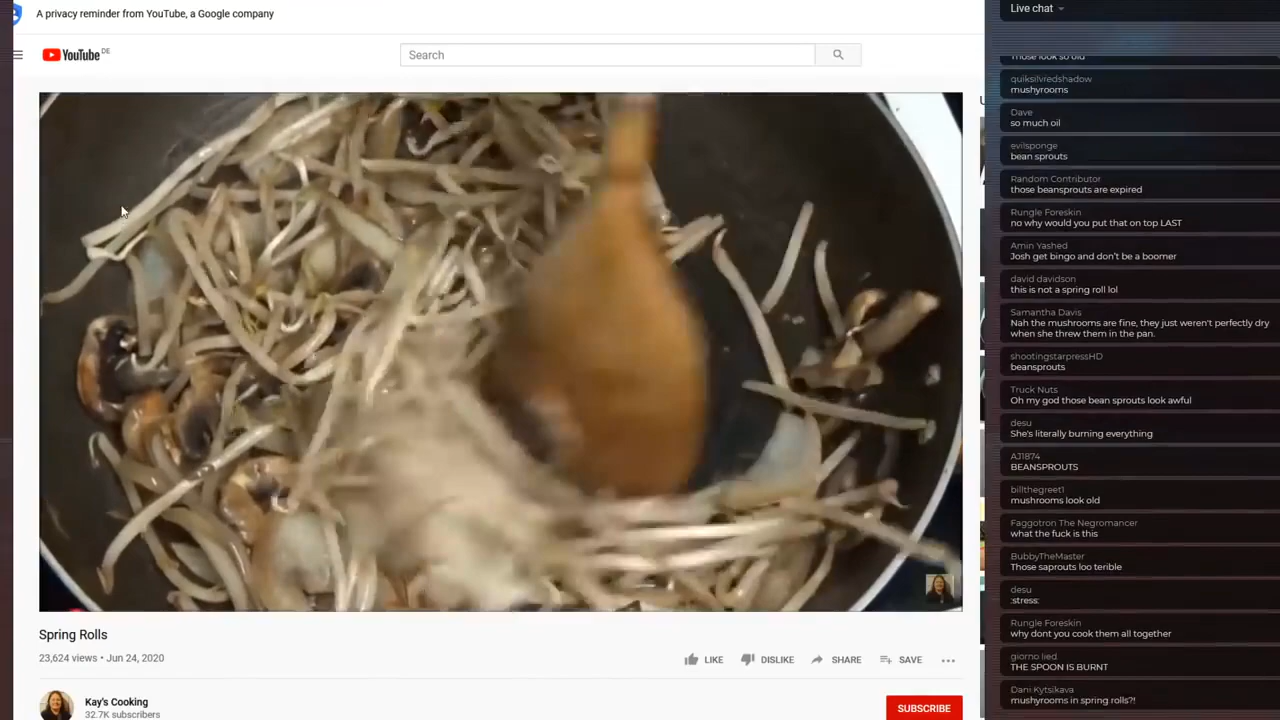 A privacy reminder from YouTube, a Google company
YouTube DE
Search
Spring Rolls
23,624 views • Jun 24, 2020
LIKE
DISLIKE
SHARE
SAVE
Kay's Cooking
32.7K subscribers
SUBSCRIBE
Live chat
Those look so old
quiksilvredshadow
mushyrooms
Dave
so much oil
evilsponge
bean sprouts
Random Contributor
those beansprouts are expired
Rungle Foreskin
no why would you put that on top LAST
Amin Yashed
Josh get bingo and don't be a boomer
david davidson
this is not a spring roll lol
Samantha Davis
Nah the mushrooms are fine, they just weren't perfectly dry
when she threw them in the pan.
shootingstarpressHD
beansprouts
Truck Nuts
Oh my god those bean sprouts look awful
desu
She's literally burning everything
AJ1874
BEANSPROUTS
billthegreet1
mushrooms look old
Faggotron The Negromancer
what the fuck is this
BubbyTheMaster
Those saprouts loo terrible
desu
:stress:
Rungle Foreskin
why dont you cook them all together
giorno lied
THE SPOON IS BURNT
Dani Kytsikava
mushyrooms in spring rolls?!